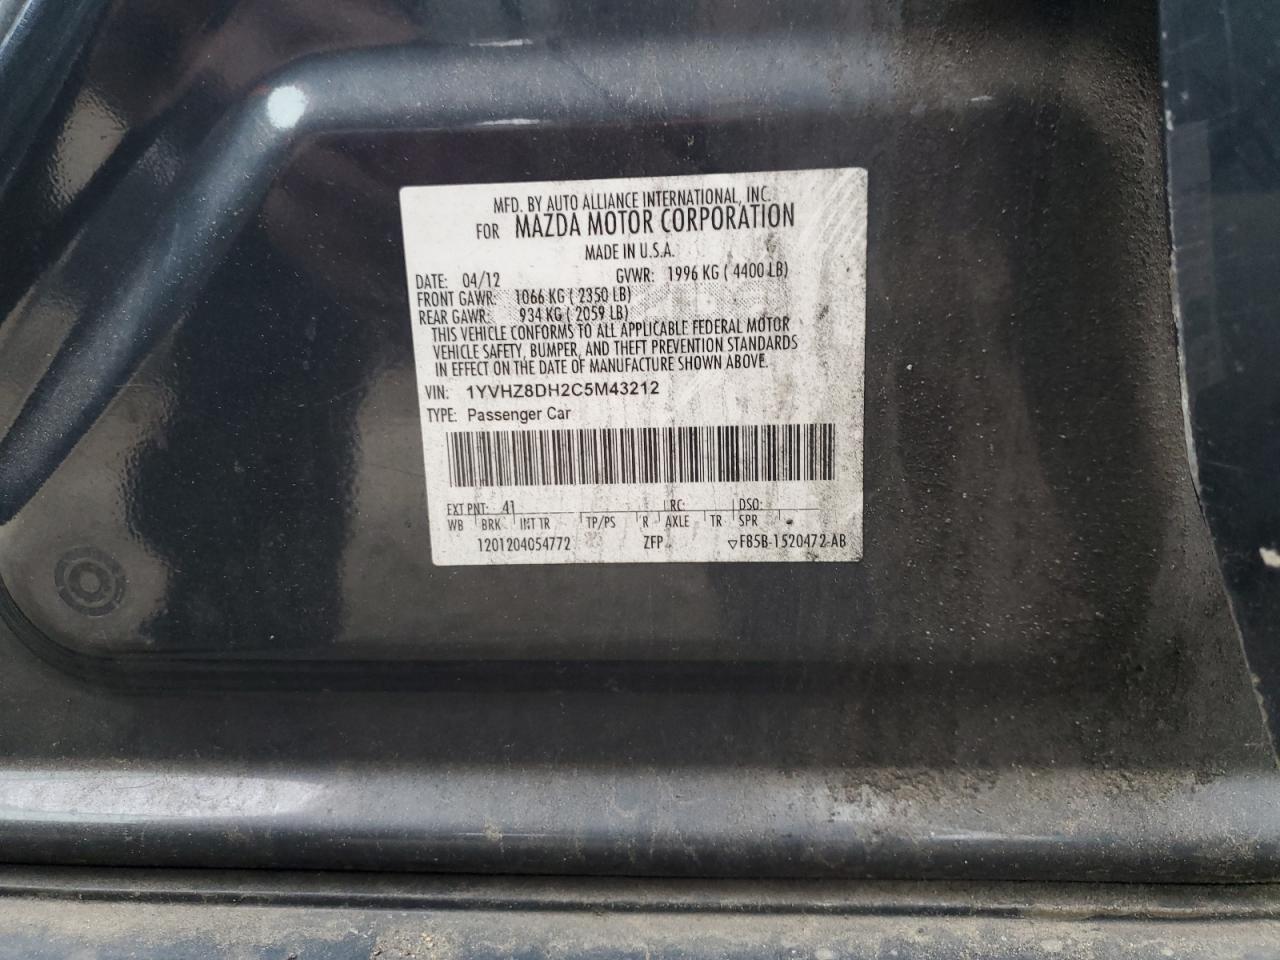 MFD. BY AUTO ALLIANCE INTERNATIONAL, INC.
FOR MAZDA MOTOR CORPORATION
MADE IN U.S.A.
DATE: 04/12 GVWR: 1996 KG ( 4400 LB)
FRONT GAWR: 1066 KG ( 2350 LB)
REAR GAWR: 934 KG ( 2059 LB)
THIS VEHICLE CONFORMS TO ALL APPLICABLE FEDERAL MOTOR
VEHICLE SAFETY, BUMPER, AND THEFT PREVENTION STANDARDS
IN EFFECT ON THE DATE OF MANUFACTURE SHOWN ABOVE.
VIN: 1YVHZ8DH2C5M43212
TYPE: Passenger Car
EXT PNT: 41 RC: DSO:
WB BRK INT TR TP/PS R AXLE TR SPR
1201204054772 ZFP ▽F85B-1520472-AB